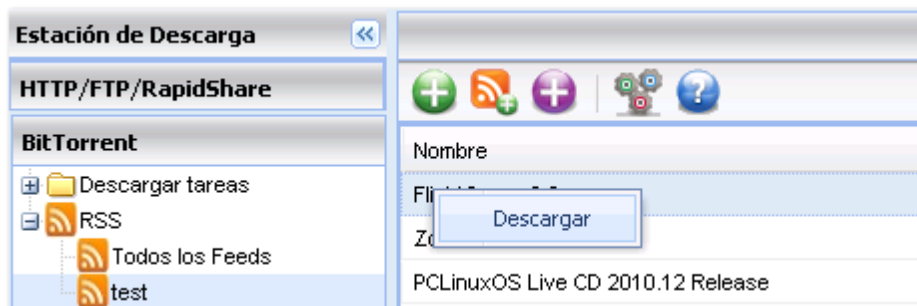 Estación de Descarga
HTTP/FTP/RapidShare
BitTorrent
Descargar tareas
RSS
Todos los Feeds
test
Nombre
Descargar
PCLinuxOS Live CD 2010.12 Release